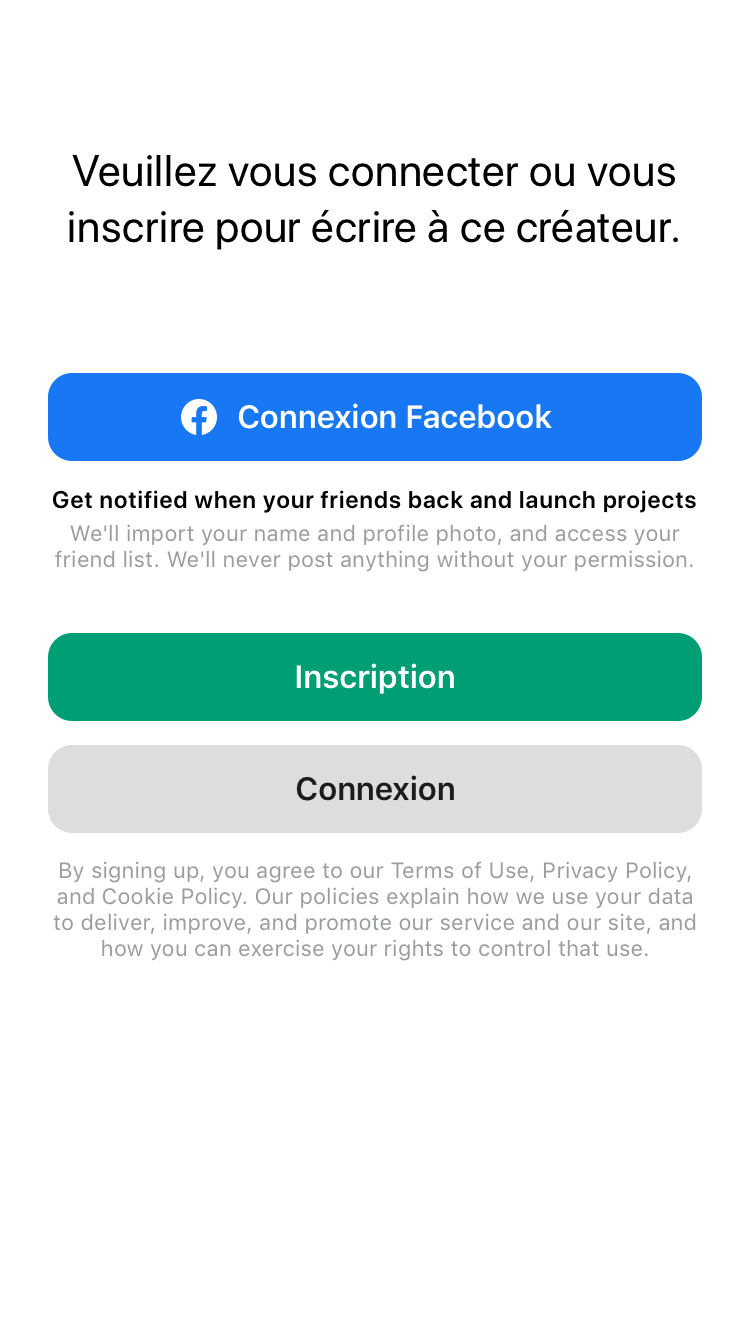 Veuillez vous connecter ou vous
inscrire pour écrire à ce créateur.
Connexion Facebook
Get notified when your friends back and launch projects
We'll import your name and profile photo, and access your
friend list. We'll never post anything without your permission.
Inscription
Connexion
By signing up, you agree to our Terms of Use, Privacy Policy,
and Cookie Policy. Our policies explain how we use your data
to deliver, improve, and promote our service and our site, and
how you can exercise your rights to control that use.